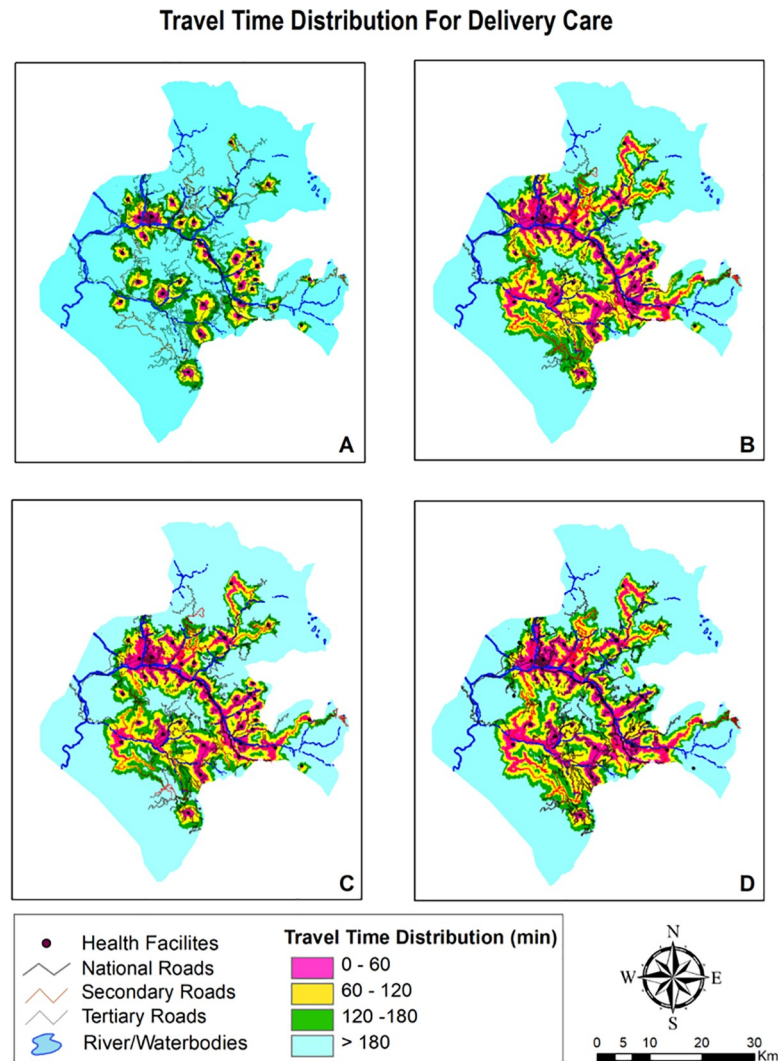 Travel Time Distribution For Delivery Care
A
B
C
D
Health Facilites
National Roads
Secondary Roads
Tertiary Roads
River/Waterbodies
Travel Time Distribution (min)
0 - 60
60 - 120
120 -180
> 180
N
W E
S
0 5 10 20 30
Km